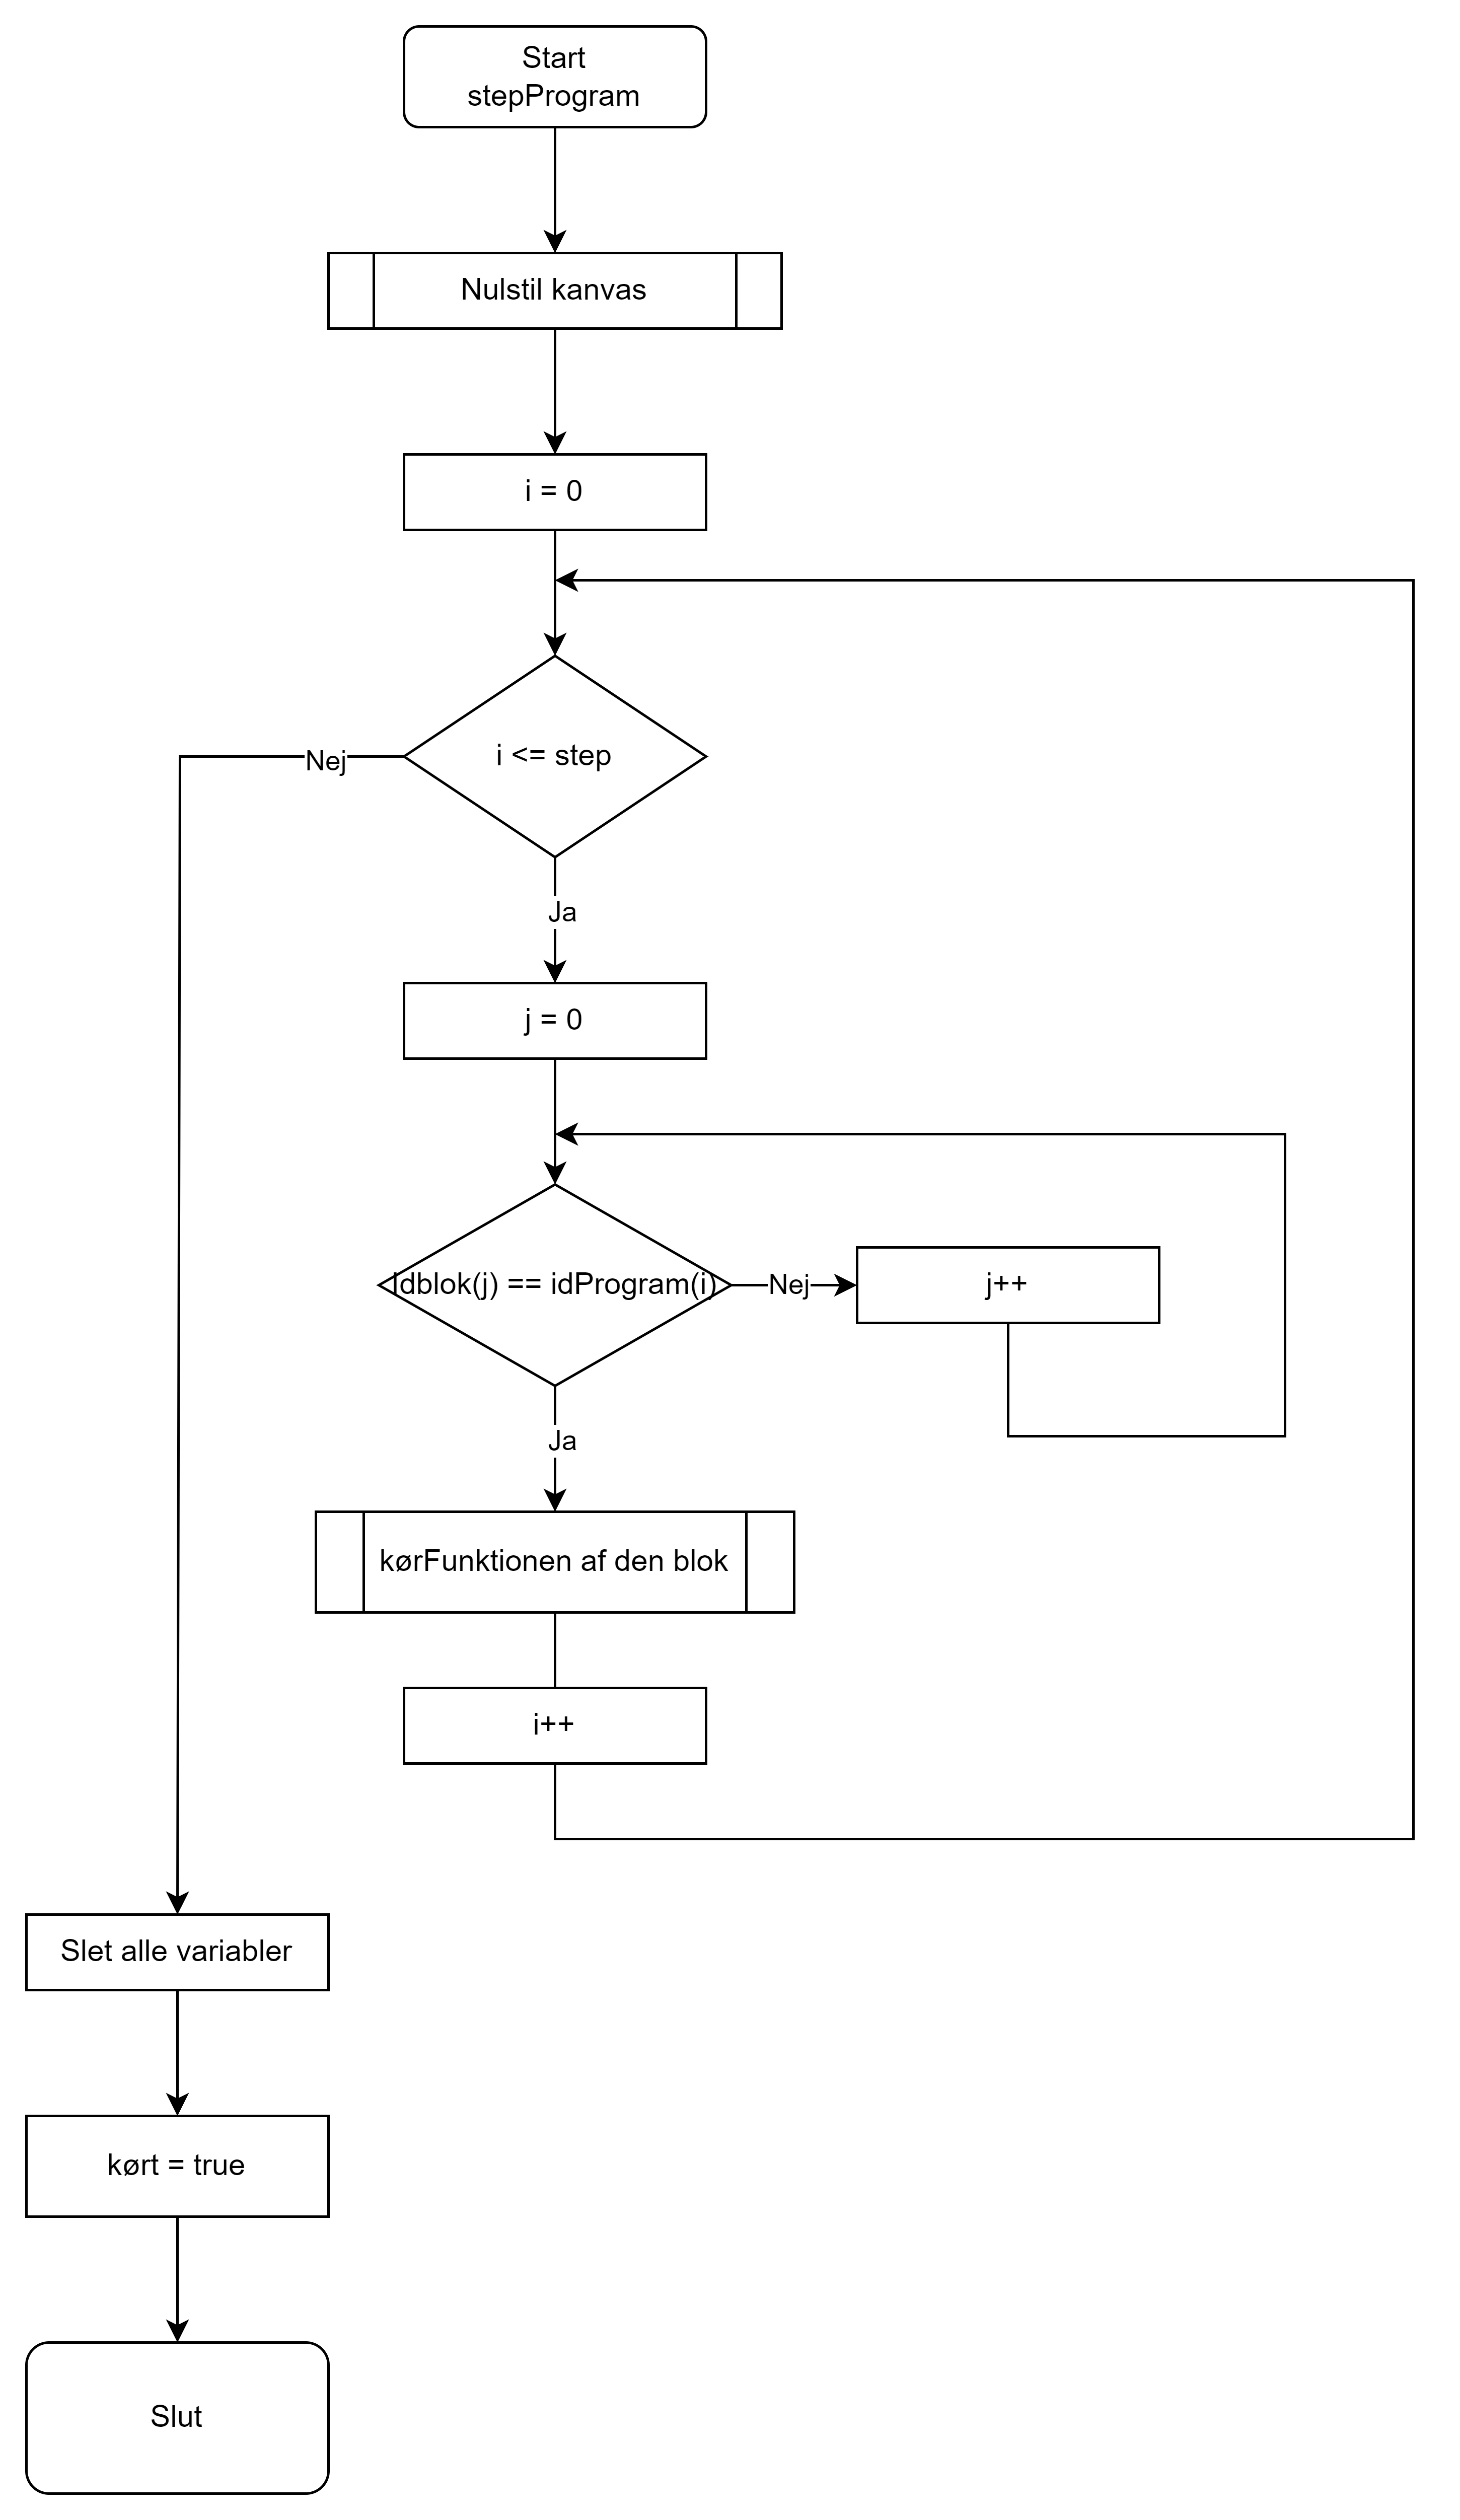 Start
stepProgram
Nulstil kanvas
i = 0
i <= step
Nej
Ja
j = 0
Idblok(j) == idProgram(i)
Nej
j++
Ja
kørFunktionen af den blok
i++
Slet alle variabler
kørt = true
Slut